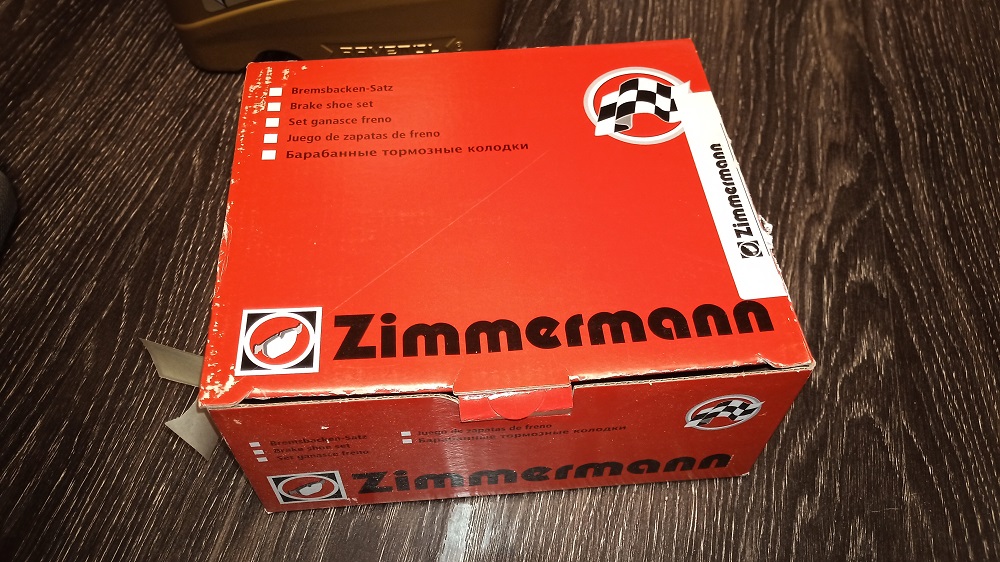 Bremsbacken-Satz
Brake shoe set
Set ganasce freno
Juego de zapatas de freno
Барабанные тормозные колодки
Zimmermann
Zimmermann
Bremsbacken-Satz
Brake shoe set
Set ganasce freno
Juego de zapatas de freno
Барабанные тормозные колодки
Zimmermann